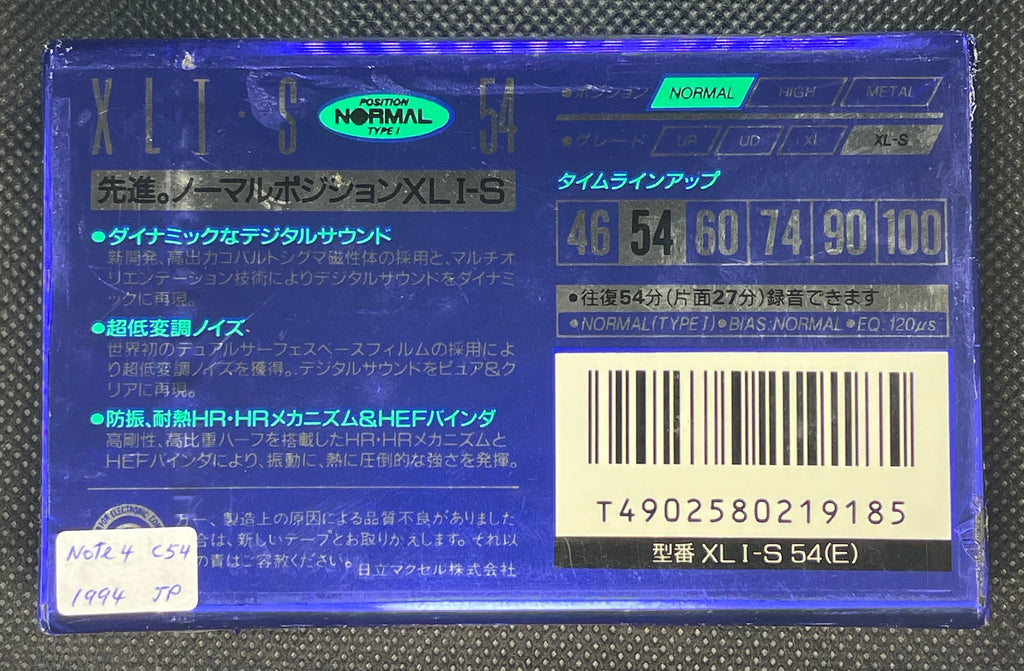 XLI・S 54
POSITION
NORMAL
TYPE I
先進。ノーマルポジションXLI-S
●ダイナミックなデジタルサウンド
新開発、高出力コバルトシグマ磁性体の採用と、マルチオ
リエンテーション技術によりデジタルサウンドをダイナミ
ックに再現。
●超低変調ノイズ
世界初のデュアルサーフェスベースフィルムの採用によ
り超低変調ノイズを獲得。デジタルサウンドをピュア&ク
リアに再現。
●防振、耐熱HR・HRメカニズム&HEFバインダ
高剛性、高比重ハーフを搭載したHR・HRメカニズムと
HEFバインダにより、振動に、熱に圧倒的な強さを発揮。
万一、製造上の原因による品質不良がありました
合は、新しいテープとお取りかえします。それ以
の責はご容赦ください。
日立マクセル株式会社
Note 4 C54
1994 JP
●ポジション NORMAL HIGH METAL
●グレード UR UD XL XL-S
タイムラインアップ
46 54 60 74 90 100
●往復54分(片面27分)録音できます
●NORMAL(TYPE I)●BIAS:NORMAL●EQ:120μs
T4902580219185
型番 XLI-S 54(E)